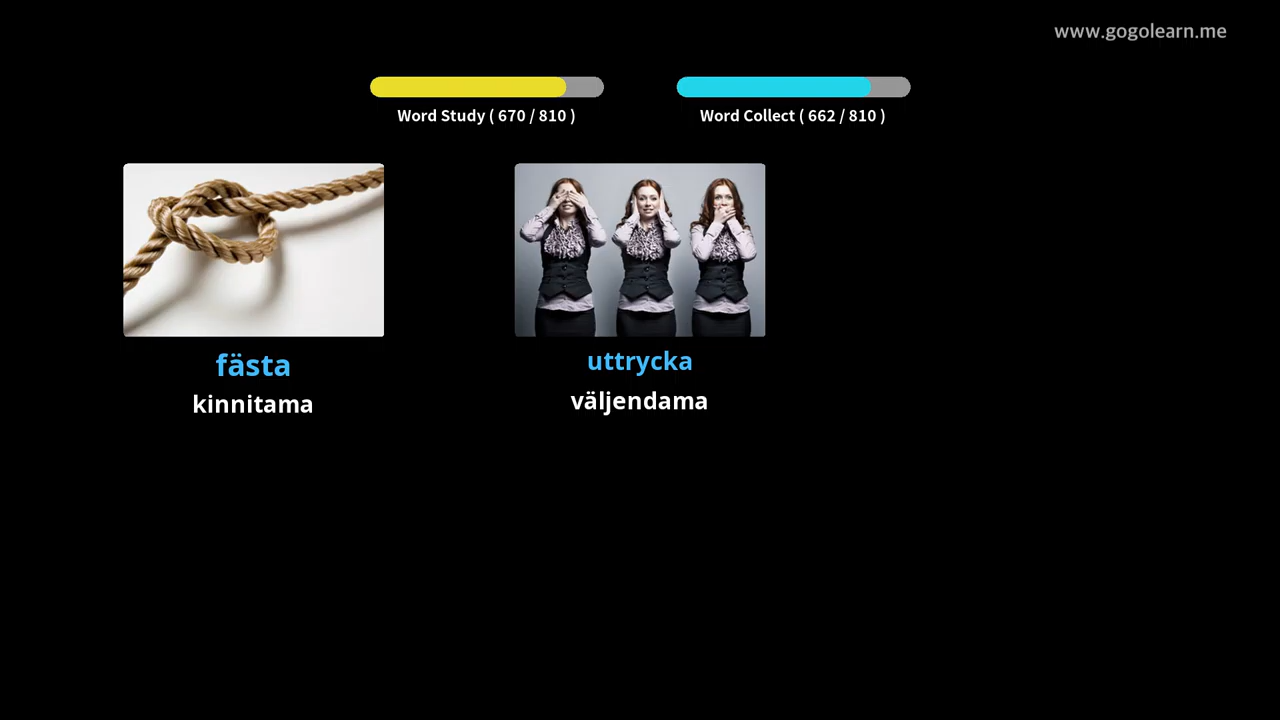 www.gogolearn.me
Word Study ( 670 / 810 )
Word Collect ( 662 / 810 )
fästa
kinnitama
uttrycka
väljendama